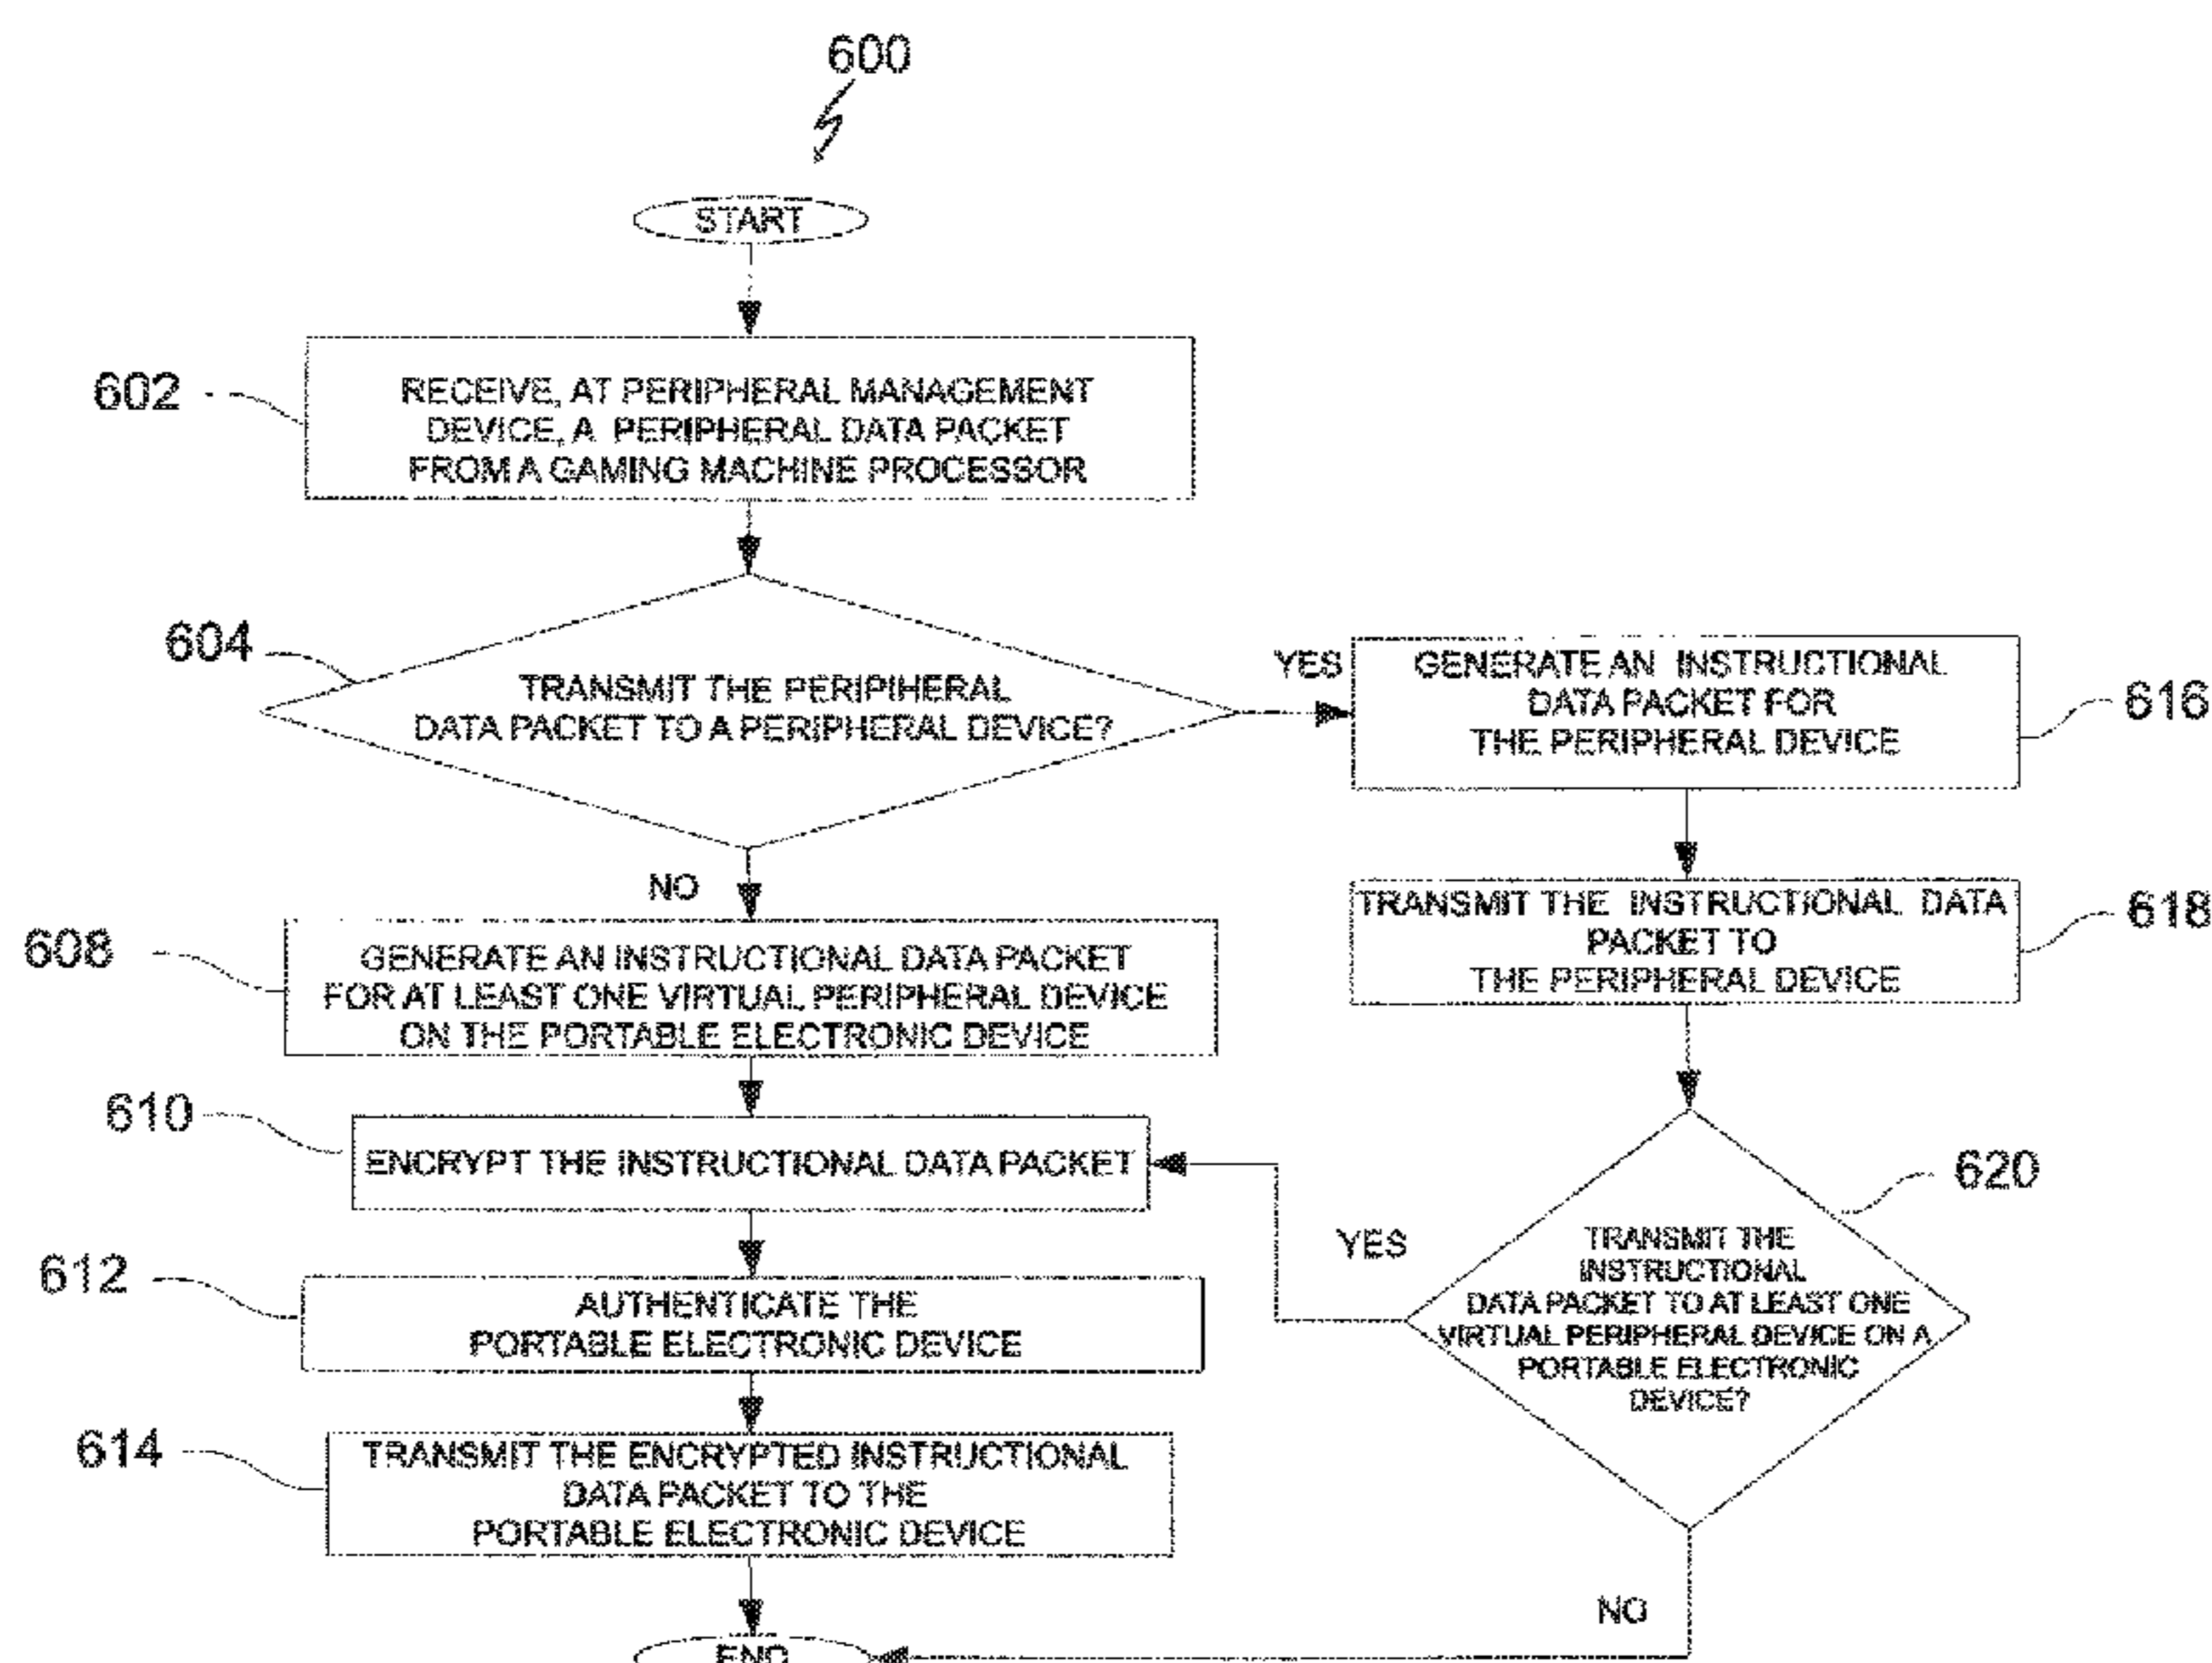 600
START
602
RECEIVE, AT PERIPHERAL MANAGEMENT
DEVICE, A PERIPHERAL DATA PACKET
FROM A GAMING MACHINE PROCESSOR
604
TRANSMIT THE PERIPIHERAL
DATA PACKET TO A PERIPHERAL DEVICE?
YES
GENERATE AN INSTRUCTIONAL
DATA PACKET FOR
THE PERIPHERAL DEVICE
616
NO
TRANSMIT THE INSTRUCTIONAL DATA
PACKET TO
THE PERIPHERAL DEVICE
618
608
GENERATE AN INSTRUCTIONAL DATA PACKET
FOR AT LEAST ONE VIRTUAL PERIPHERAL DEVICE
ON THE PORTABLE ELECTRONIC DEVICE
610
ENCRYPT THE INSTRUCTIONAL DATA PACKET
620
YES
TRANSMIT THE
INSTRUCTIONAL
DATA PACKET TO AT LEAST ONE
VIRTUAL PERIPHERAL DEVICE ON A
PORTABLE ELECTRONIC
DEVICE?
612
AUTHENTICATE THE
PORTABLE ELECTRONIC DEVICE
614
TRANSMIT THE ENCRYPTED INSTRUCTIONAL
DATA PACKET TO THE
PORTABLE ELECTRONIC DEVICE
NO
END